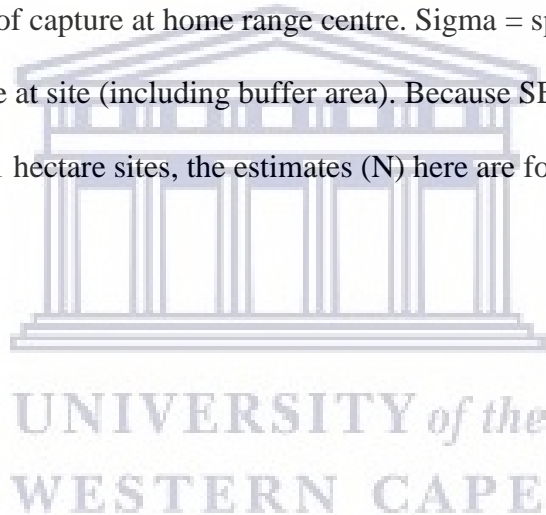 of capture at home range centre. Sigma = sp
e at site (including buffer area). Because SE
hectare sites, the estimates (N) here are fo
UNIVERSITY of the
WESTERN CAPE